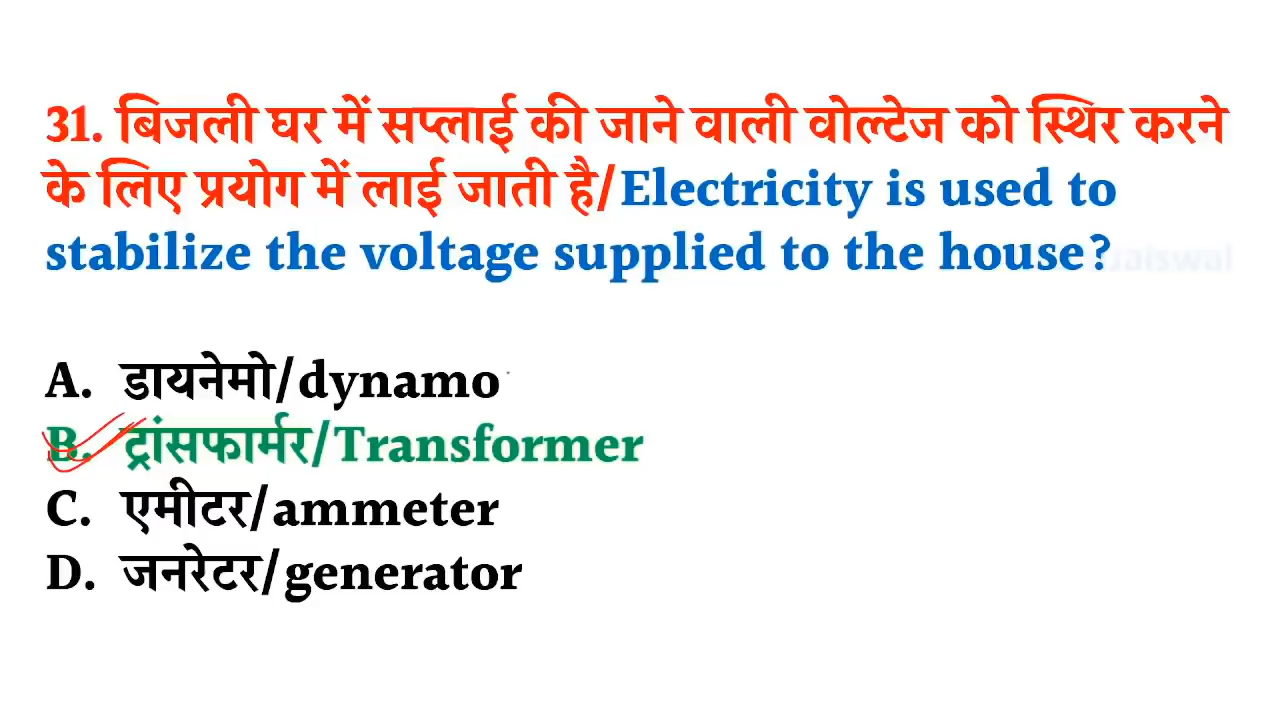 31. बिजली घर में सप्लाई की जाने वाली वोल्टेज को स्थिर करने
के लिए प्रयोग में लाई जाती है/Electricity is used to
stabilize the voltage supplied to the house?
Jaiswal
A. डायनेमो/dynamo
B. ट्रांसफार्मर/Transformer
C. एमीटर/ammeter
D. जनरेटर/generator